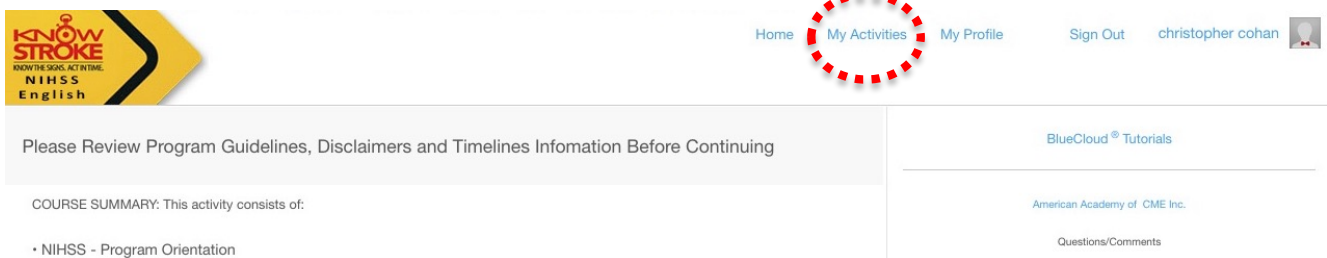 KNOW
STROKE
KNOW THE SIGNS. ACT IN TIME.
NIHSS
English
Home My Activities My Profile Sign Out christopher cohan
Please Review Program Guidelines, Disclaimers and Timelines Infomation Before Continuing
BlueCloud ® Tutorials
COURSE SUMMARY: This activity consists of:
American Academy of CME Inc.
• NIHSS - Program Orientation
Questions/Comments